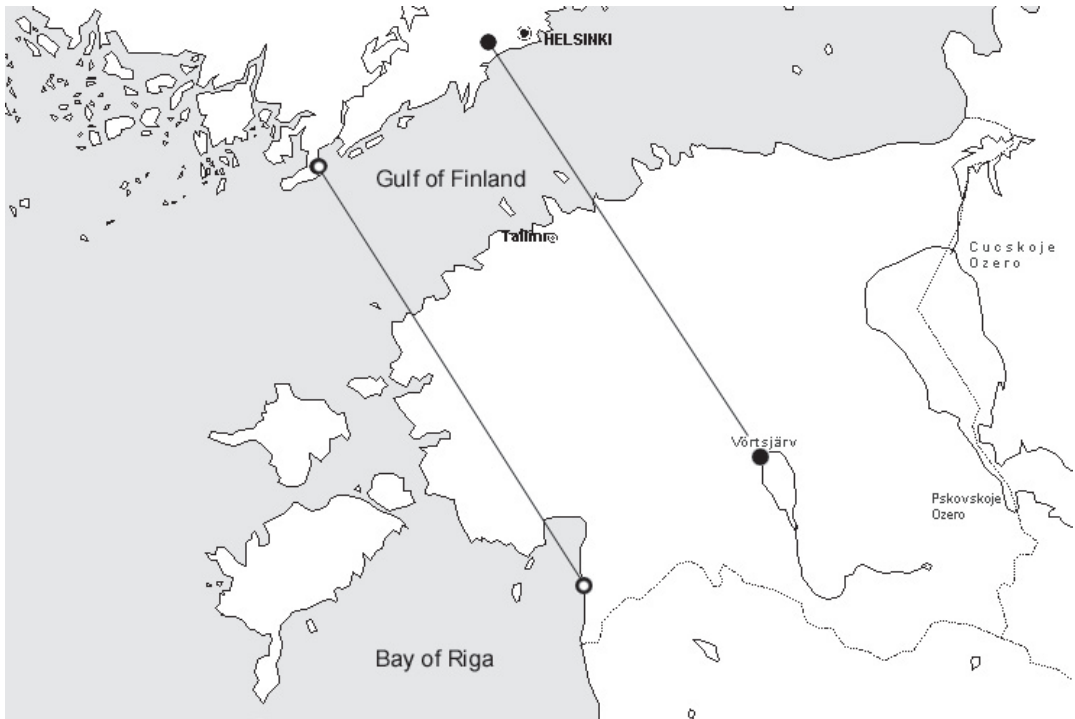 HELSINKI
Gulf of Finland
Tallinn
Cucskoje
Ozero
Võrtsjärv
Pskovskoje
Ozero
Bay of Riga